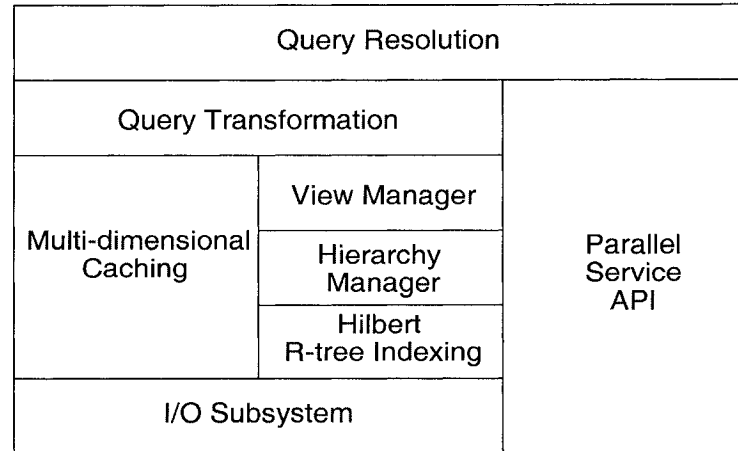 Query Resolution
Query Transformation
View Manager
Multi-dimensional
Caching
Hierarchy
Manager
Hilbert
R-tree Indexing
Parallel
Service
API
I/O Subsystem